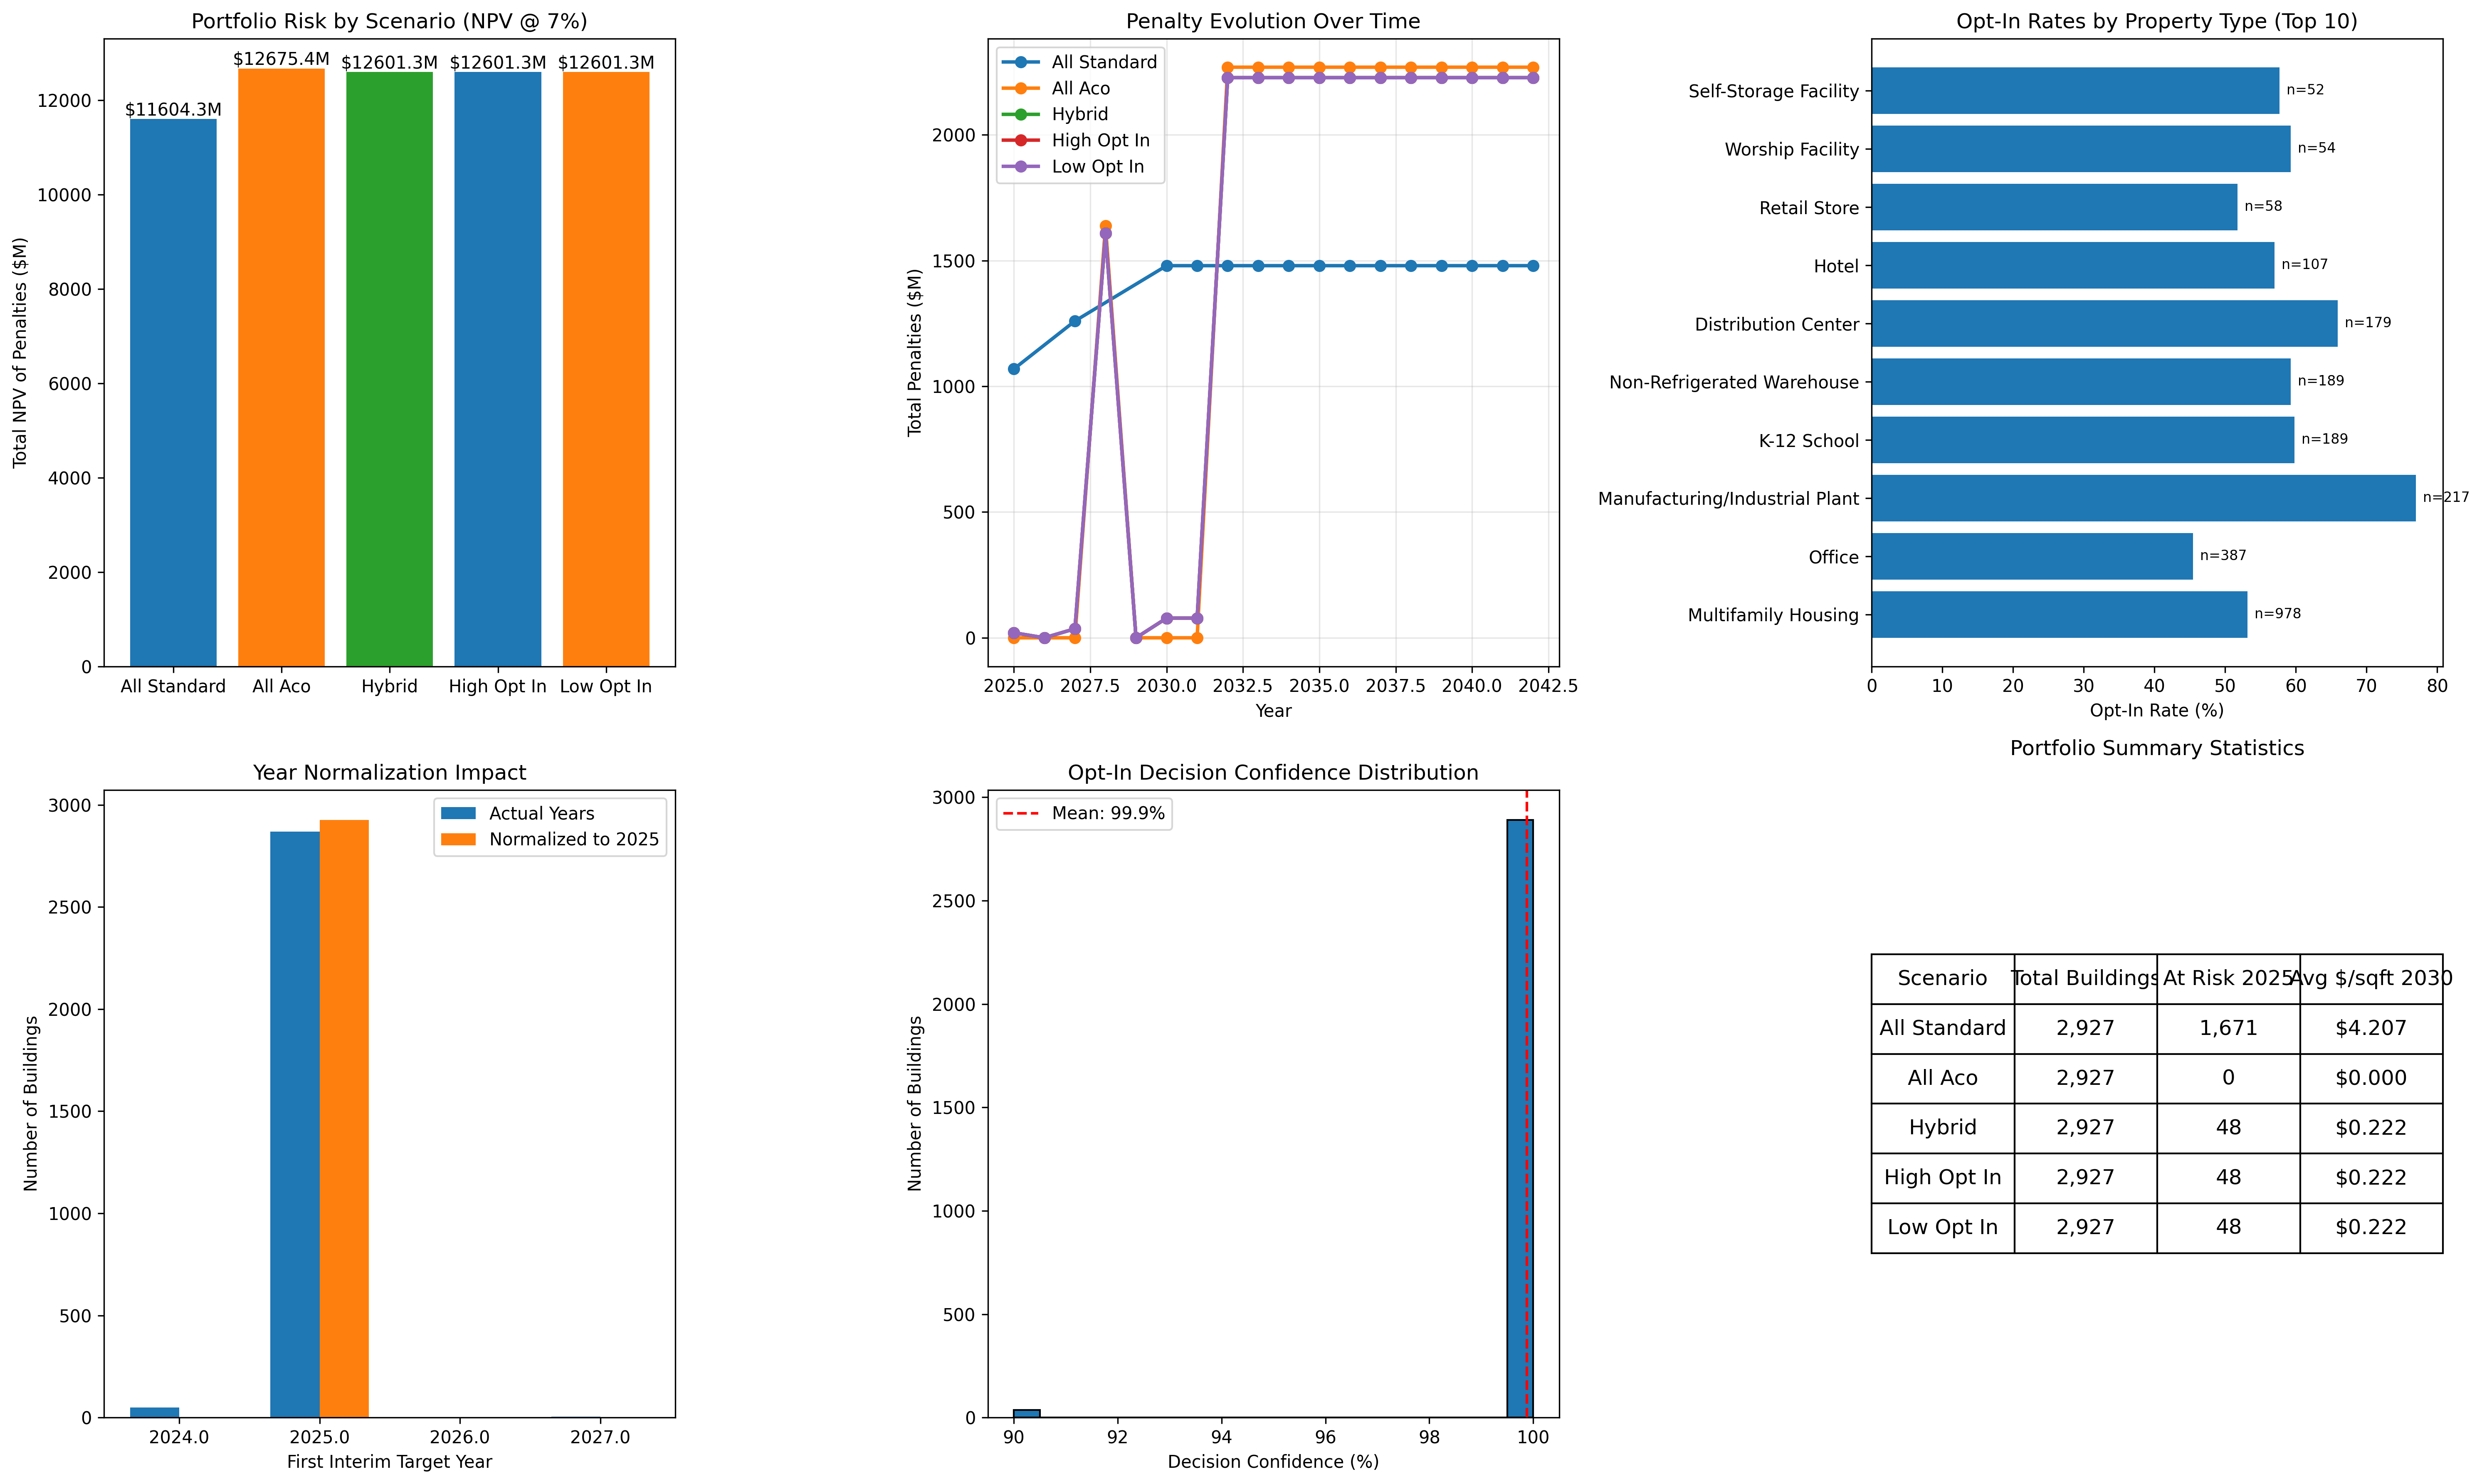 Portfolio Risk by Scenario (NPV @ 7%)
Total NPV of Penalties ($M)
12000
10000
8000
6000
4000
2000
0
$11604.3M
$12675.4M
$12601.3M
$12601.3M
$12601.3M
All Standard
All Aco
Hybrid
High Opt In
Low Opt In
Penalty Evolution Over Time
Total Penalties ($M)
2000
1500
1000
500
0
All Standard
All Aco
Hybrid
High Opt In
Low Opt In
2025.0
2027.5
2030.0
2032.5
2035.0
2037.5
2040.0
2042.5
Year
Opt-In Rates by Property Type (Top 10)
Self-Storage Facility
n=52
Worship Facility
n=54
Retail Store
n=58
Hotel
n=107
Distribution Center
n=179
Non-Refrigerated Warehouse
n=189
K-12 School
n=189
Manufacturing/Industrial Plant
n=217
Office
n=387
Multifamily Housing
n=978
0
10
20
30
40
50
60
70
80
Opt-In Rate (%)
Year Normalization Impact
Number of Buildings
3000
2500
2000
1500
1000
500
0
Actual Years
Normalized to 2025
2024.0
2025.0
2026.0
2027.0
First Interim Target Year
Opt-In Decision Confidence Distribution
Number of Buildings
3000
2500
2000
1500
1000
500
0
Mean: 99.9%
90
92
94
96
98
100
Decision Confidence (%)
Portfolio Summary Statistics
Scenario Total Buildings At Risk 2025 Avg $/sqft 2030
All Standard 2,927 1,671 $4.207
All Aco 2,927 0 $0.000
Hybrid 2,927 48 $0.222
High Opt In 2,927 48 $0.222
Low Opt In 2,927 48 $0.222